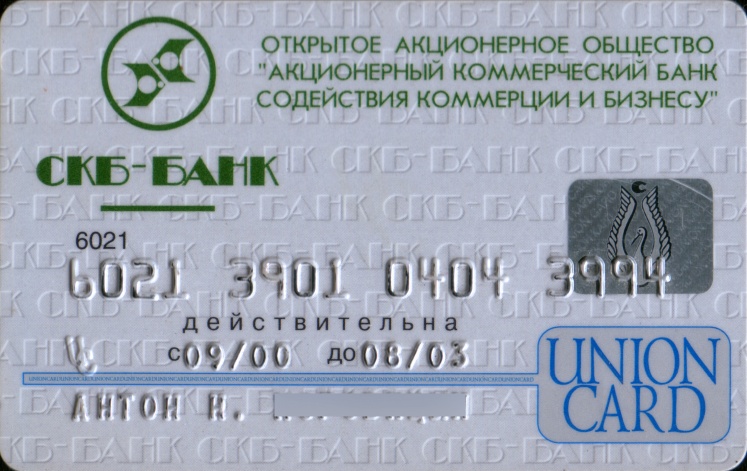 ОТКРЫТОЕ АКЦИОНЕРНОЕ ОБЩЕСТВО
"АКЦИОНЕРНЫЙ КОММЕРЧЕСКИЙ БАНК
СОДЕЙСТВИЯ КОММЕРЦИИ И БИЗНЕСУ"
СКБ-БАНК
6021
6021 3901 0404 3994
действительна
с 09/00 до 08/03
UNION
CARD
АНТОН Н.